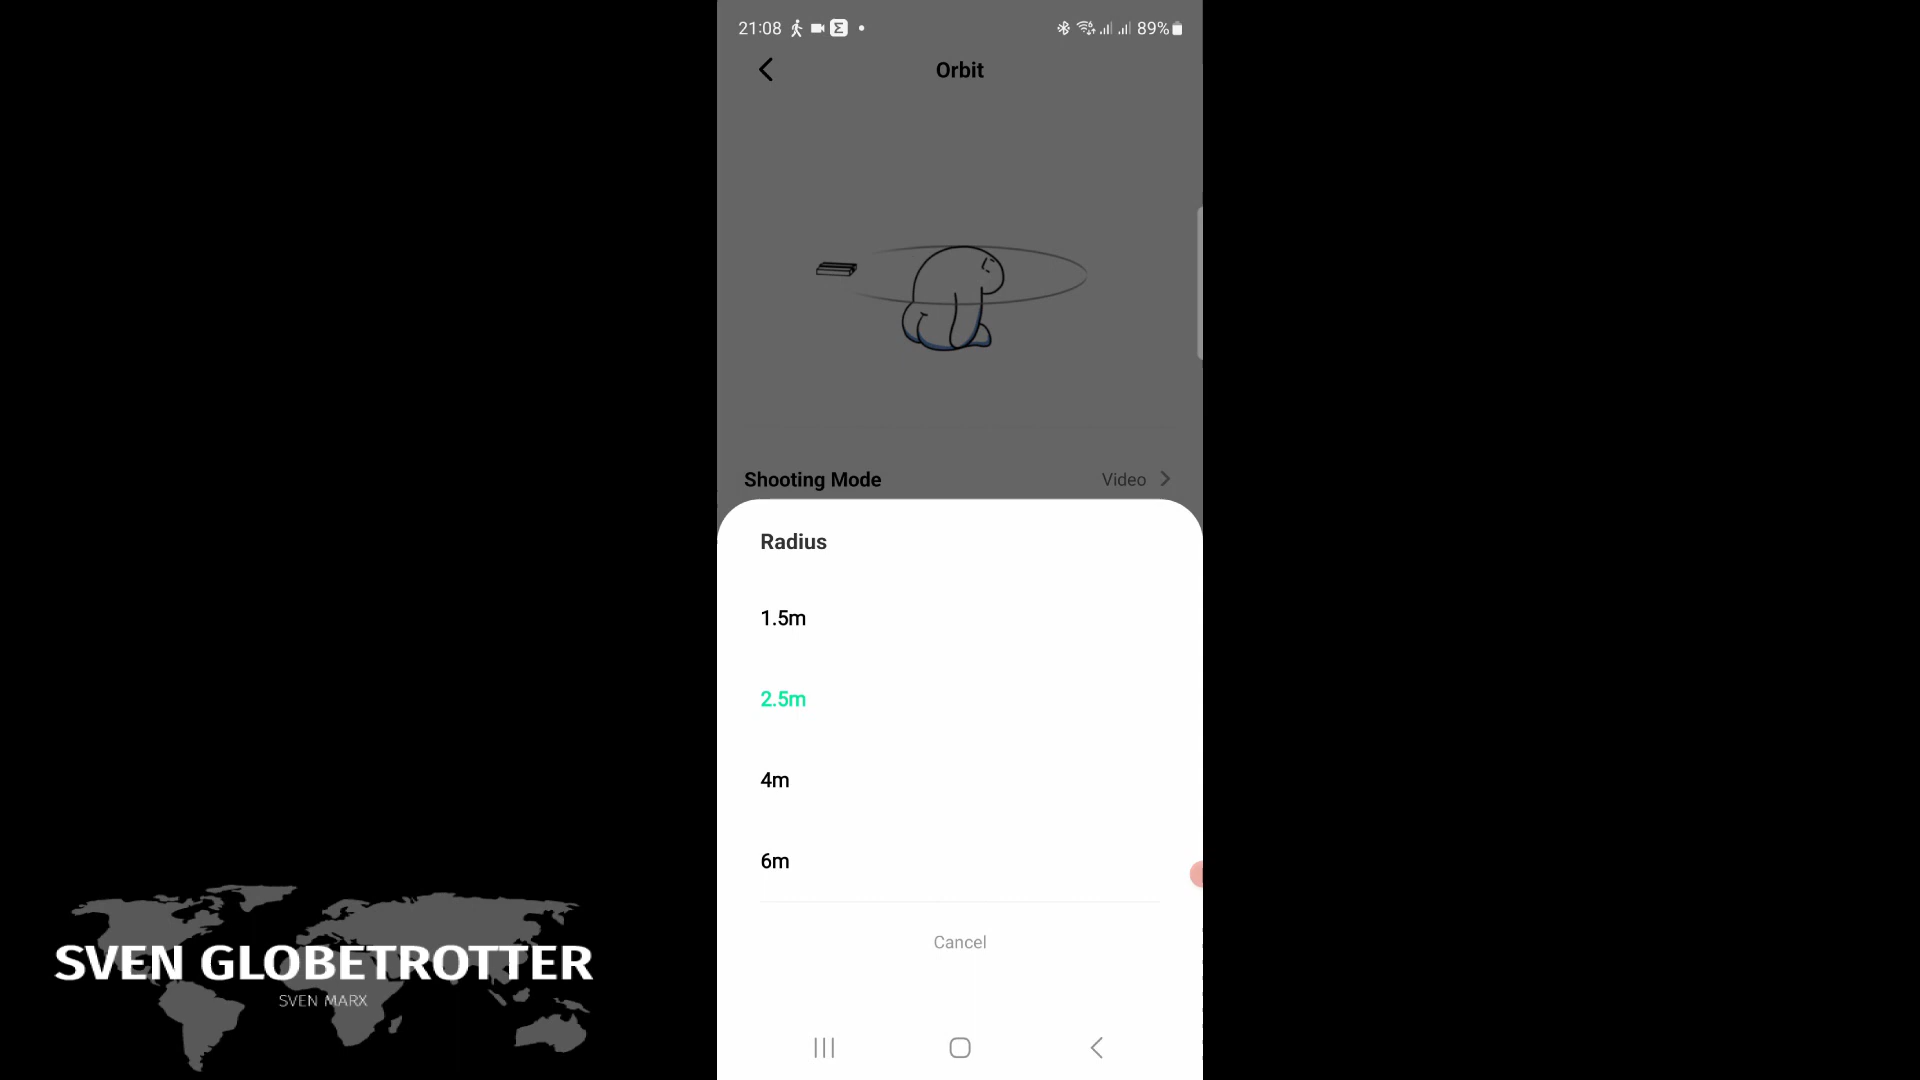 21:08
89%
Orbit
Shooting Mode
Video
Radius
1.5m
2.5m
4m
6m
Cancel
SVEN GLOBETROTTER
SVEN MARX